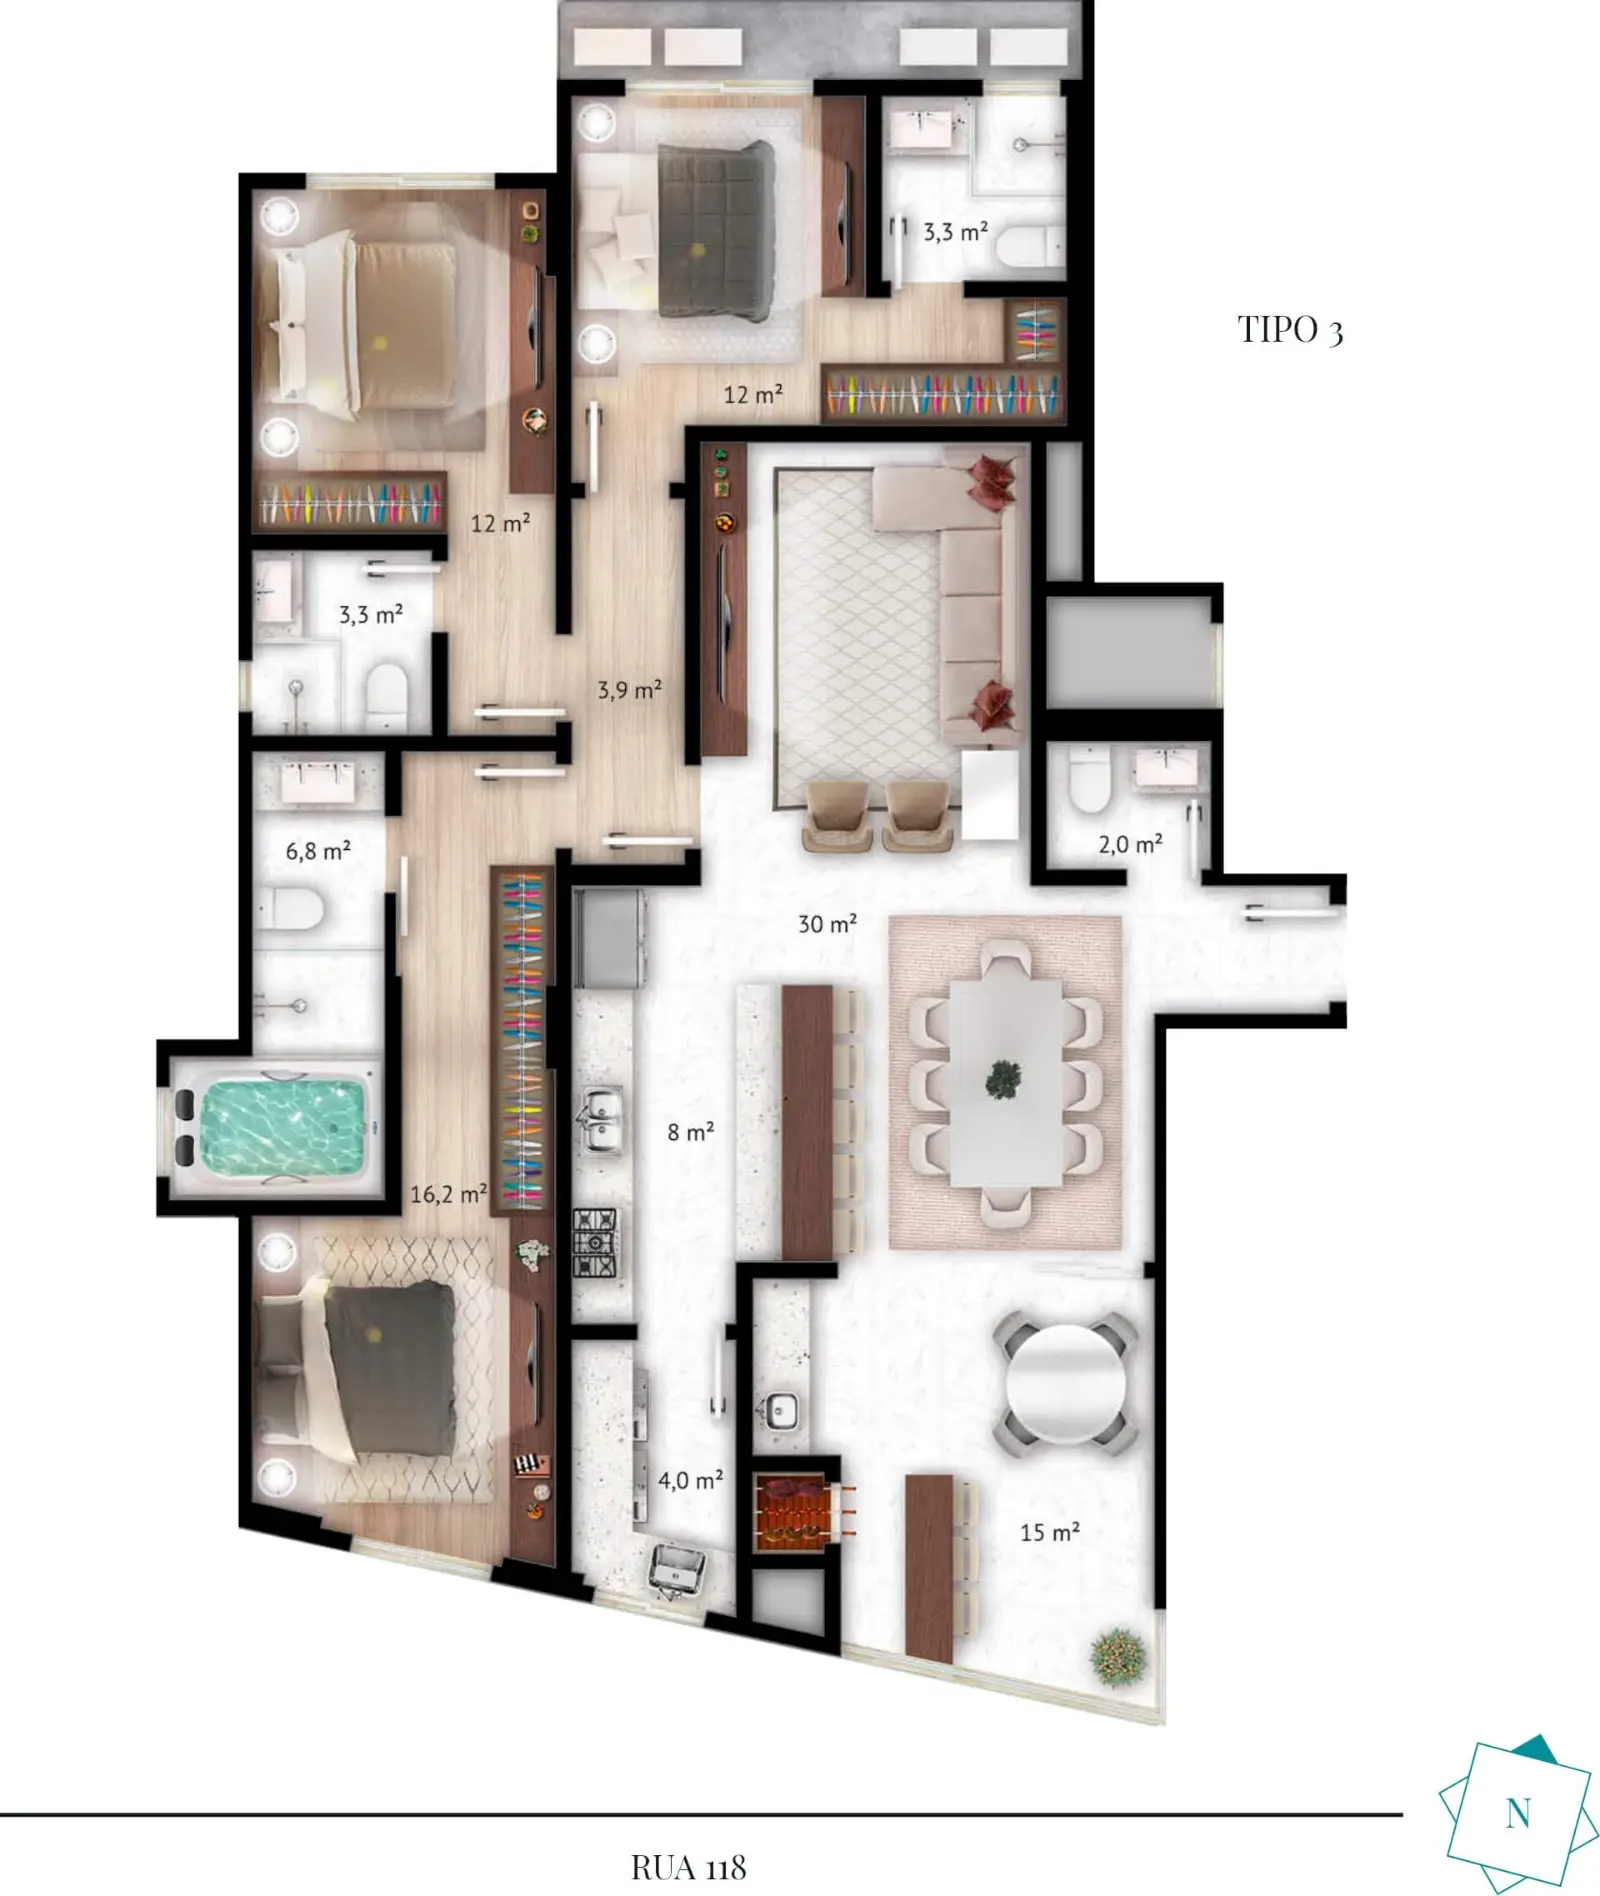 3,3 m²
TIPO 3
12 m²
12 m²
3,3 m²
3,9 m²
2,0 m²
6,8 m²
30 m²
8 m²
16,2 m²
4,0 m²
15 m²
N
RUA 118